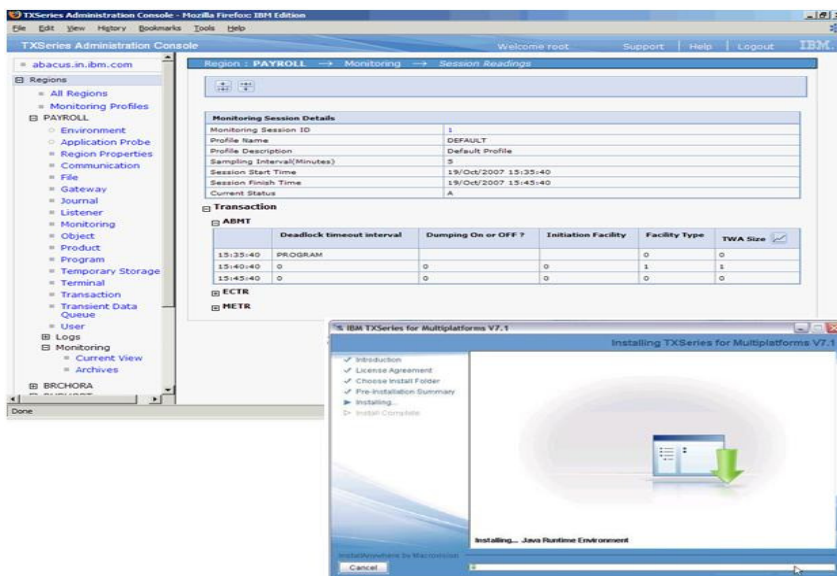 TXSeries Administration Console - Mozilla Firefox: IBM Edition
File Edit View History Bookmarks Tools Help
TXSeries Administration Console
Welcome root Support Help Logout IBM.
abacus.in.ibm.com
Regions
All Regions
Monitoring Profiles
PAYROLL
Environment
Application Probe
Region Properties
Communication
File
Gateway
Journal
Listener
Monitoring
Object
Product
Program
Temporary Storage
Terminal
Transaction
Transient Data
Queue
User
Logs
Monitoring
Current View
Archives
BRCHORA
Done
Region : PAYROLL → Monitoring → Session Readings
Monitoring Session Details
Monitoring Session ID 1
Profile Name DEFAULT
Profile Description Default Profile
Sampling Interval(Minutes) 5
Session Start Time 19/Oct/2007 15:35:40
Session Finish Time 19/Oct/2007 15:45:40
Current Status A
Transaction
ABMT
Deadlock timeout interval Dumping On or OFF ? Initiation Facility Facility Type TWA Size
15:35:40 PROGRAM 0 0
15:40:40 0 0 0 1 1
15:45:40 0 0 0 0 0
ECTR
METR
IBM TXSeries for Multiplatforms V7.1
Installing TXSeries for Multiplatforms V7.1
Introduction
License Agreement
Choose Install Folder
Pre-Installation Summary
Installing...
Install Complete
Installing... Java Runtime Environment
InstallAnywhere by Macrovision
Cancel